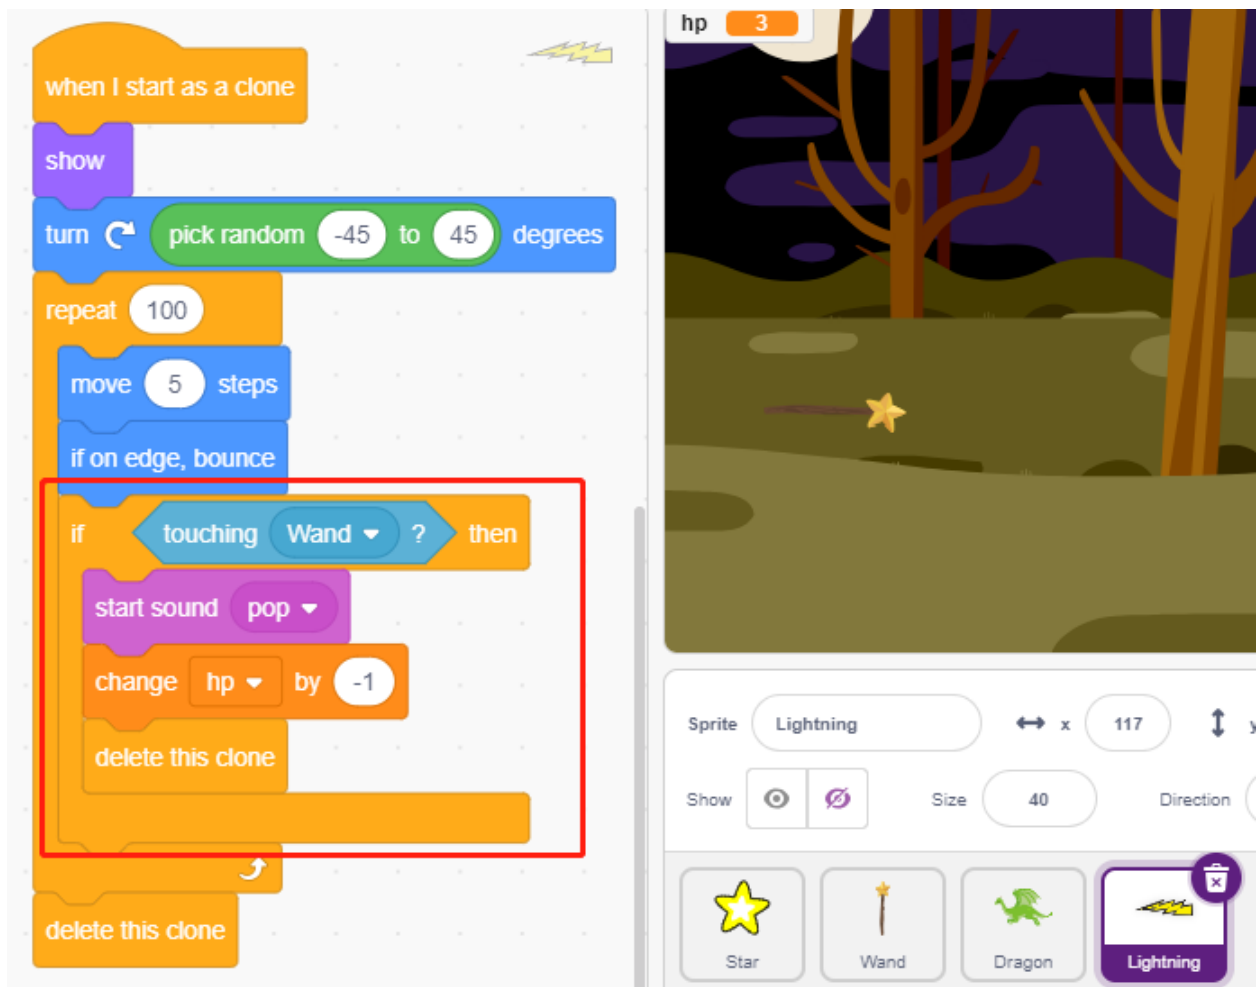 when I start as a clone
show
turn pick random -45 to 45 degrees
repeat 100
move 5 steps
if on edge, bounce
if touching Wand ? then
start sound pop
change hp by -1
delete this clone
delete this clone
hp 3
Sprite Lightning x 117 y
Show Size 40 Direction
Star Wand Dragon Lightning